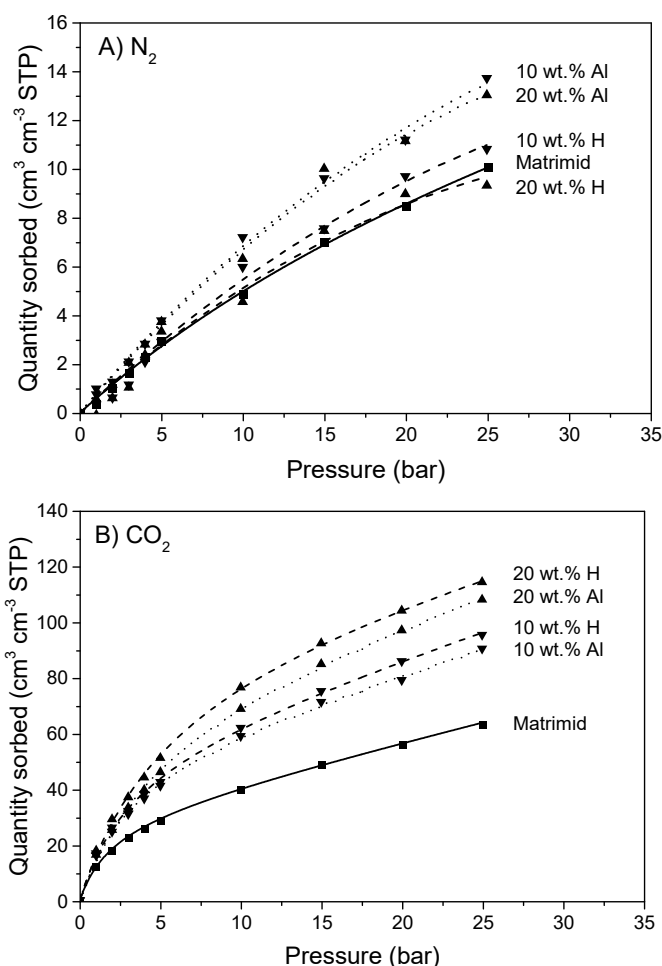 A) N₂
Quantity sorbed (cm³ cm⁻³ STP)
16
14
12
10
8
6
4
2
0
10 wt.% Al
20 wt.% Al
10 wt.% H
Matrimid
20 wt.% H
0 5 10 15 20 25 30 35
Pressure (bar)
B) CO₂
Quantity sorbed (cm³ cm⁻³ STP)
140
120
100
80
60
40
20
0
20 wt.% H
20 wt.% Al
10 wt.% H
10 wt.% Al
Matrimid
0 5 10 15 20 25 30 35
Pressure (bar)